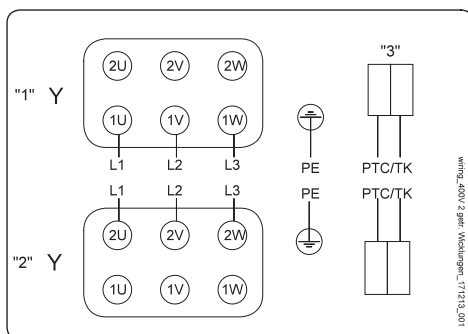 "1" Y
2U 2V 2W
1U 1V 1W
L1 L2 L3
PE
"3"
PTC/TK
L1 L2 L3
PE
PTC/TK
"2" Y
2U 2V 2W
1U 1V 1W
wiring_400V 2 getr. Wicklungen_171213_001